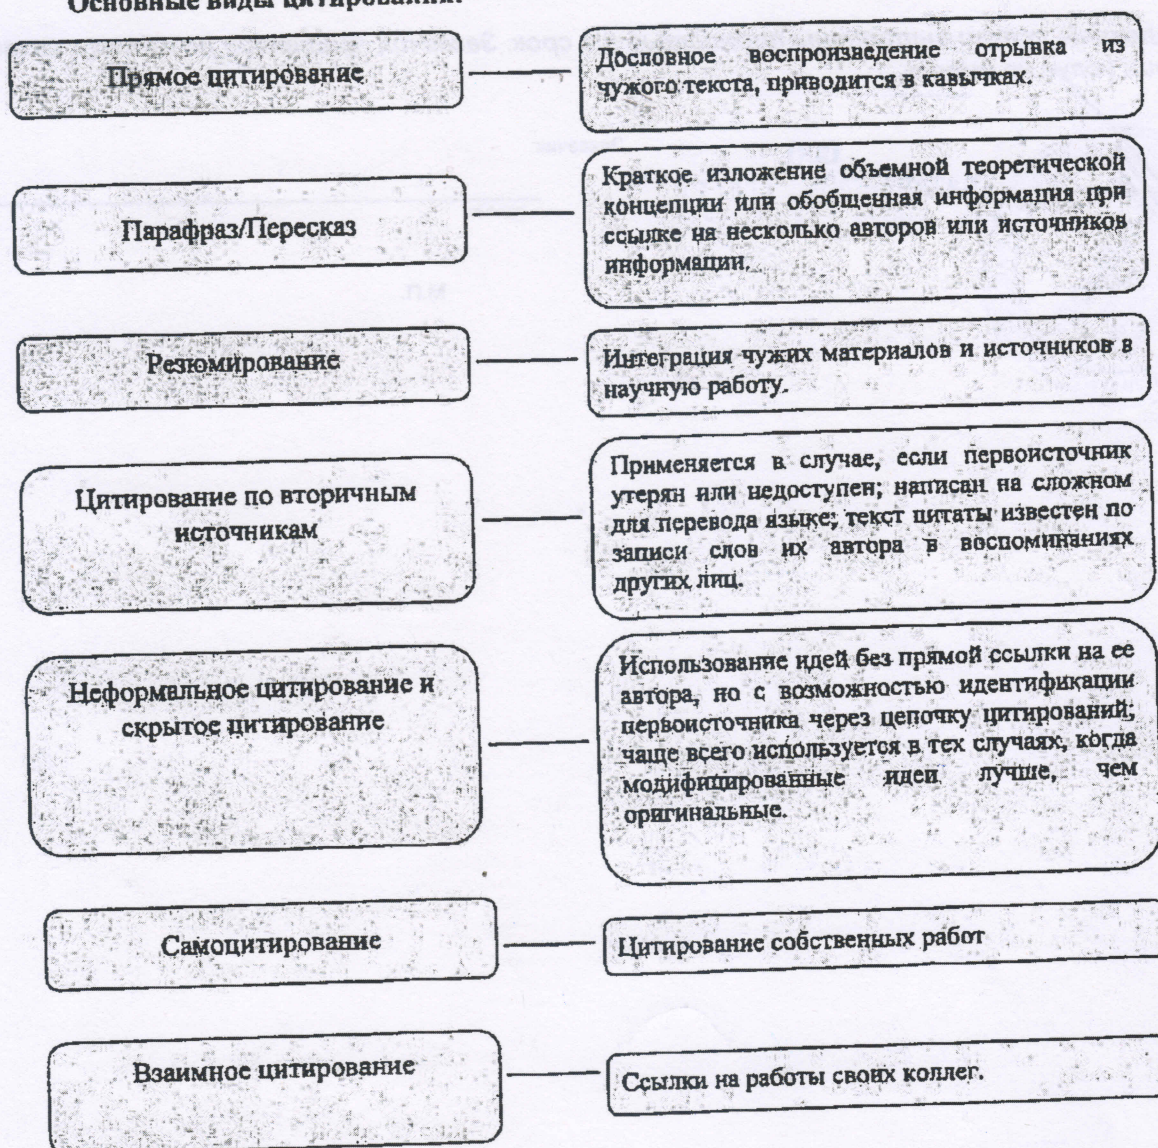 Основные виды цитирования:
Прямое цитирование
Дословное воспроизведение отрывка из
чужого текста, приводится в кавычках.
Парафраз/Пересказ
Краткое изложение объемной теоретической
концепции или обобщенная информация при
ссылке на несколько авторов или источников
информации.
Резюмирование
Интеграция чужих материалов и источников в
научную работу.
Цитирование по вторичным
источникам
Применяется в случае, если первоисточник
утерян или недоступен; написан на сложном
для перевода языке; текст цитаты известен по
записи слов их автора в воспоминаниях
других лиц.
Неформальное цитирование и
скрытое цитирование
Использование идей без прямой ссылки на ее
автора, но с возможностью идентификации
первоисточника через цепочку цитирований;
чаще всего используется в тех случаях, когда
модифицированные идеи лучше, чем
оригинальные.
Самоцитирование
Цитирование собственных работ
Взаимное цитирование
Ссылки на работы своих коллег.